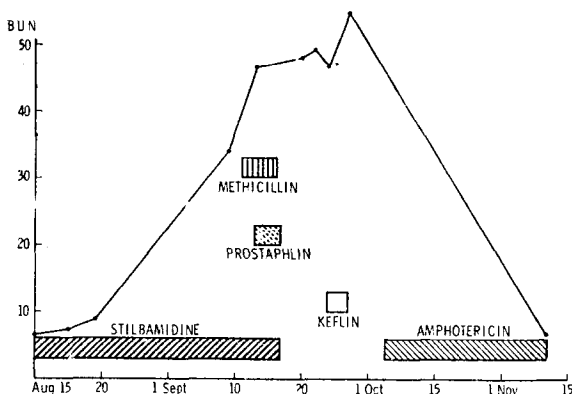 BUN
50
40
30
METHICILLIN
20
PROSTAPHLIN
10
STILBAMIDINE
KEFLIN
AMPHOTERICIN
Aug 15 20 1 Sept 10 20 1 Oct 15 1 Nov 15